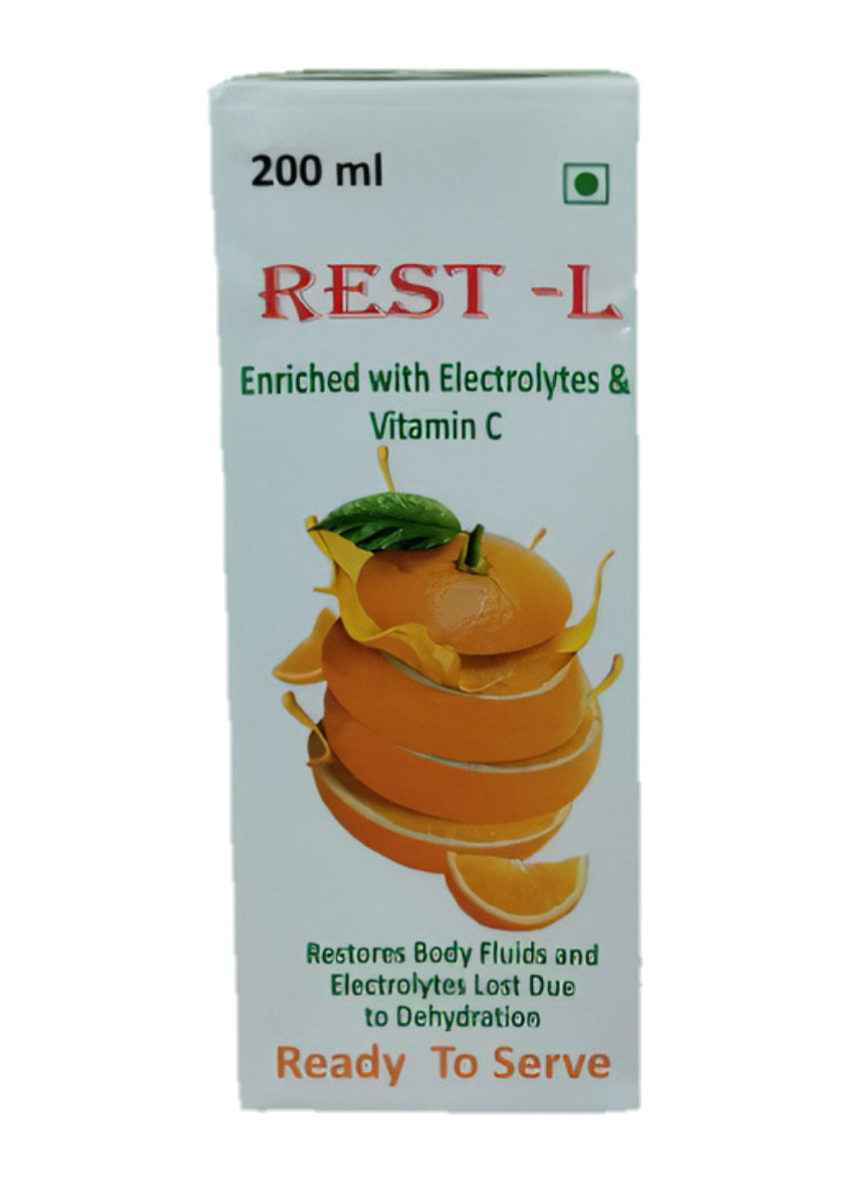 200 ml
REST -L
Enriched with Electrolytes &
Vitamin C
Restores Body Fluids and
Electrolytes Lost Due
to Dehydration
Ready To Serve